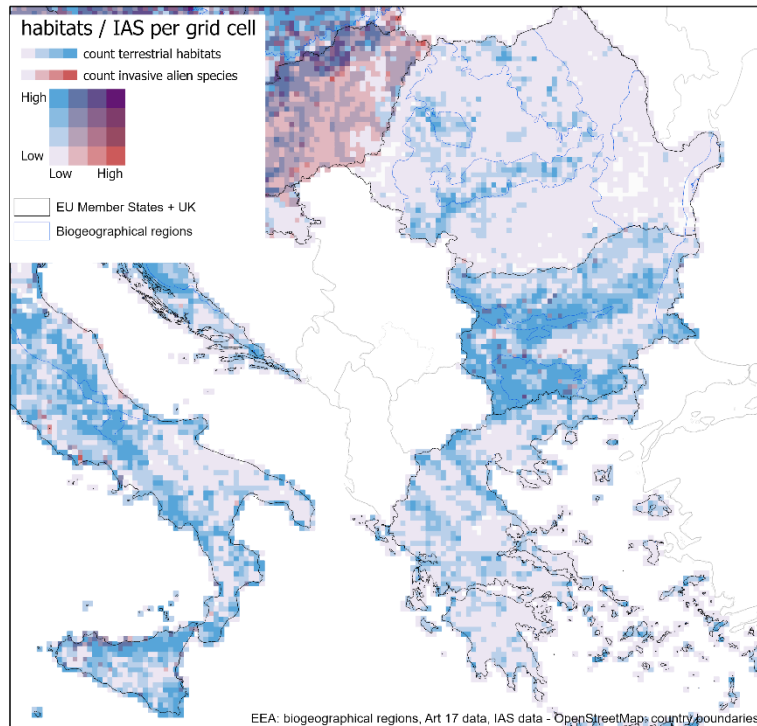 habitats / IAS per grid cell
count terrestrial habitats
count invasive alien species
High
Low
Low High
EU Member States + UK
Biogeographical regions
EEA: biogeographical regions, Art 17 data, IAS data - OpenStreetMap: country boundaries